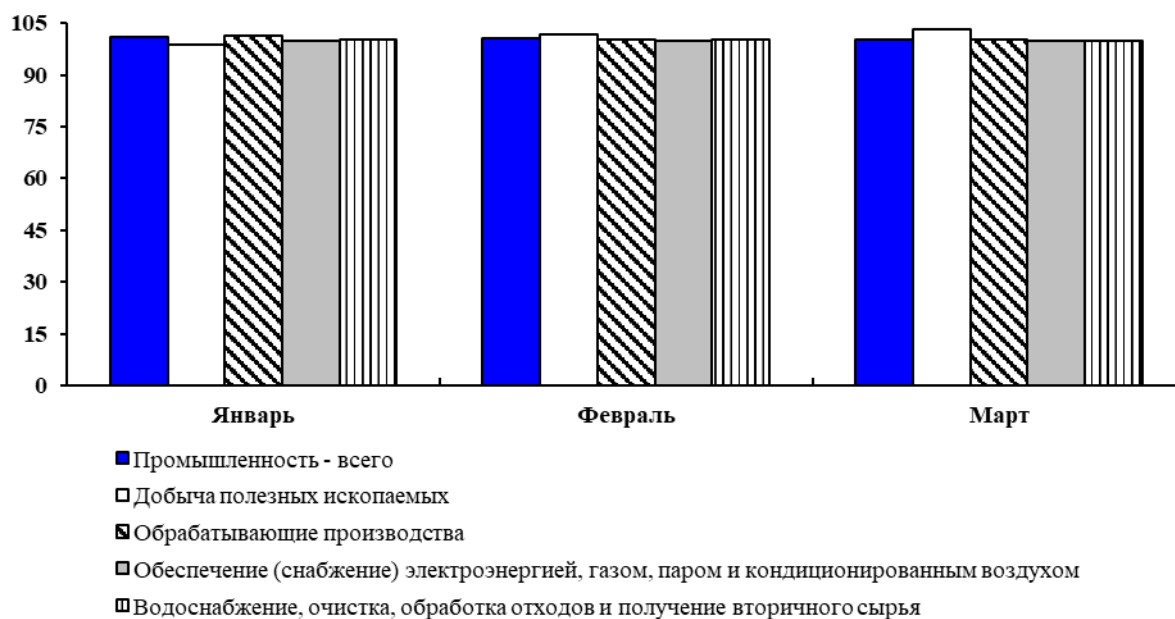 105
90
75
60
45
30
15
0
Январь Февраль Март
Промышленность - всего
Добыча полезных ископаемых
Обрабатывающие производства
Обеспечение (снабжение) электроэнергией, газом, паром и кондиционированным воздухом
Водоснабжение, очистка, обработка отходов и получение вторичного сырья